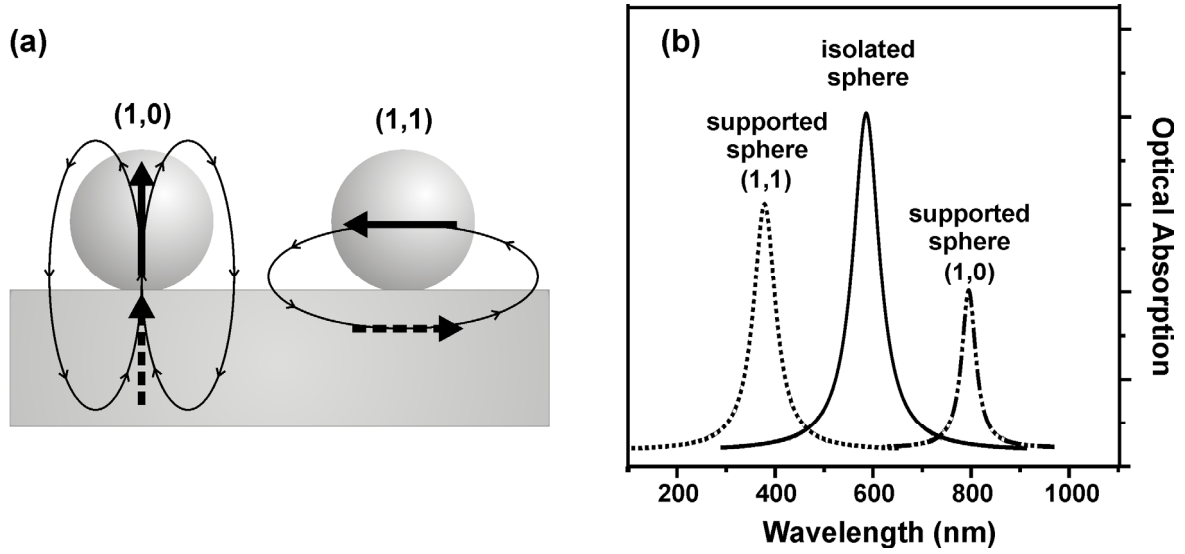 (a)
(1,0)
(1,1)
(b)
isolated
sphere
supported
sphere
(1,1)
supported
sphere
(1,0)
Optical Absorption
200 400 600 800 1000
Wavelength (nm)